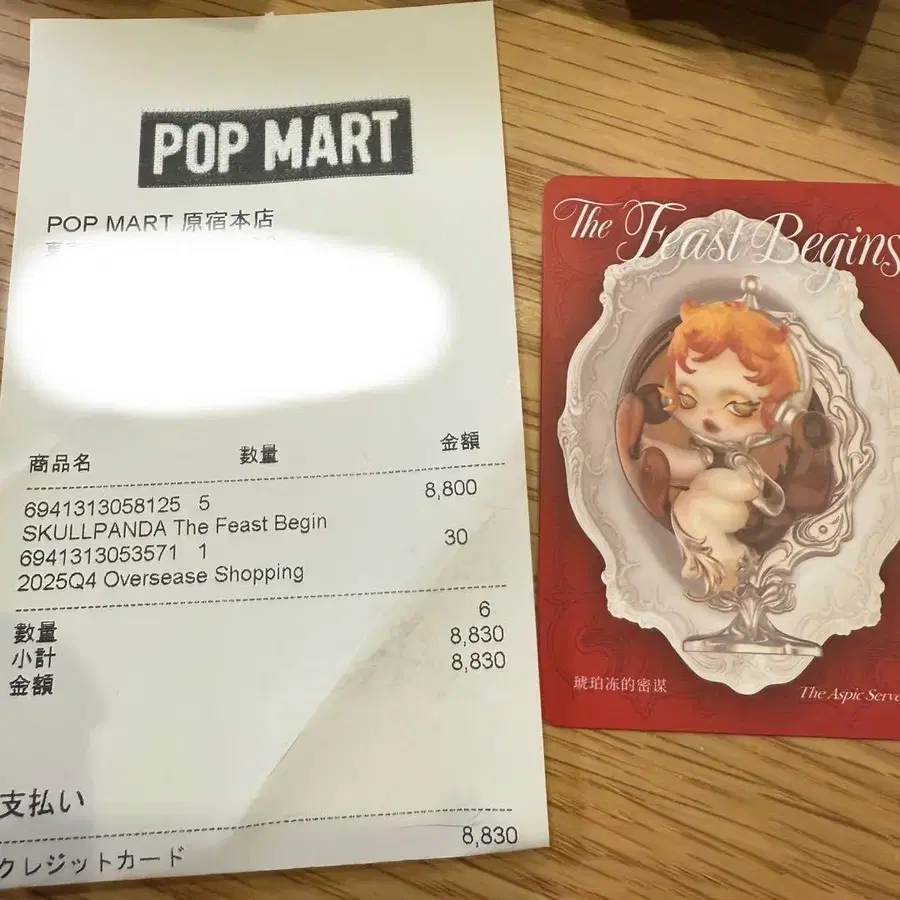 POP MART
POP MART 原宿本店
商品名 數量 金額
6941313058125 5 8,800
SKULLPANDA The Feast Begin
6941313053571 1 30
2025Q4 Oversease Shopping
數量 6
小計 8,830
金額 8,830
支払い
クレジットカード 8,830
The Feast Begins
琥珀冻的密谋
The Aspic Serve